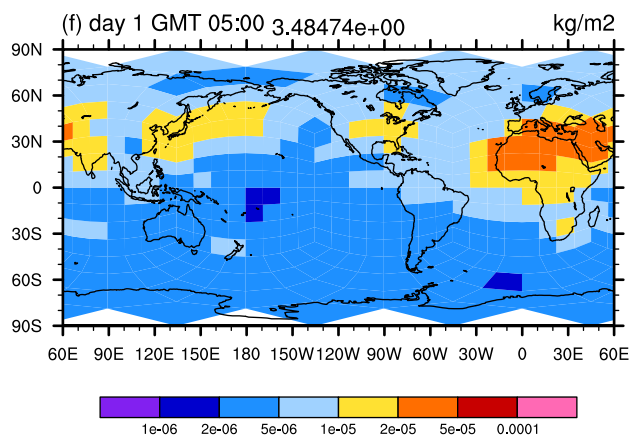 (f) day 1 GMT 05:00 3.48474e+00 kg/m2
90N
60N
30N
0
30S
60S
90S
60E 90E 120E 150E 180 150W 120W 90W 60W 30W 0 30E 60E
1e-06 2e-06 5e-06 1e-05 2e-05 5e-05 0.0001